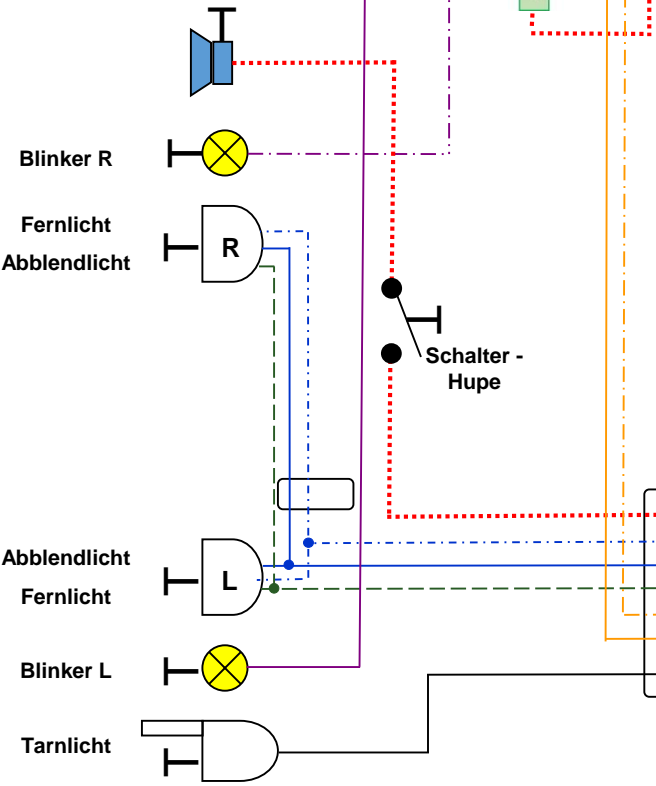 Blinker R
Fernlicht
Abblendlicht
R
Schalter -
Hupe
Abblendlicht
Fernlicht
L
Blinker L
Tarnlicht